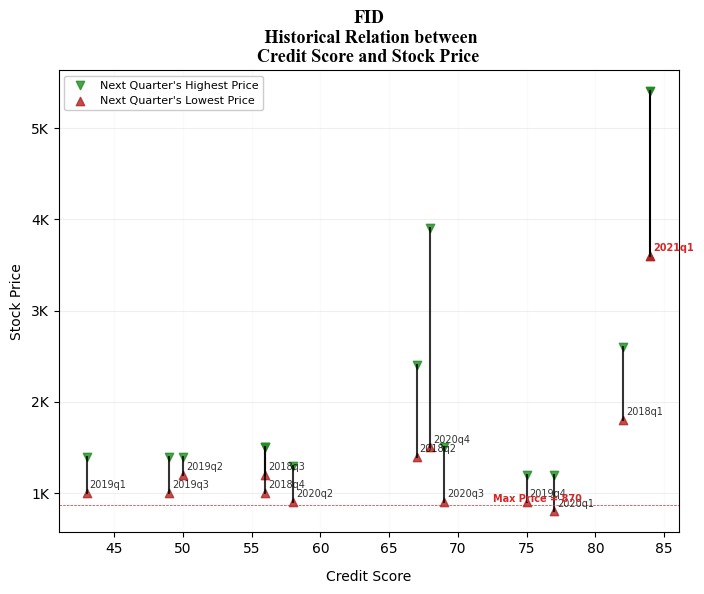 FID
Historical Relation between
Credit Score and Stock Price
Next Quarter's Highest Price
Next Quarter's Lowest Price
5K
4K
3K
2K
1K
Stock Price
2021q1
2018q1
2020q4
2018q2
2019q2
2018q3
2019q1
2019q3
2018q4
2020q2
2020q3
2019q4
Max Price = 870
2020q1
45 50 55 60 65 70 75 80 85
Credit Score